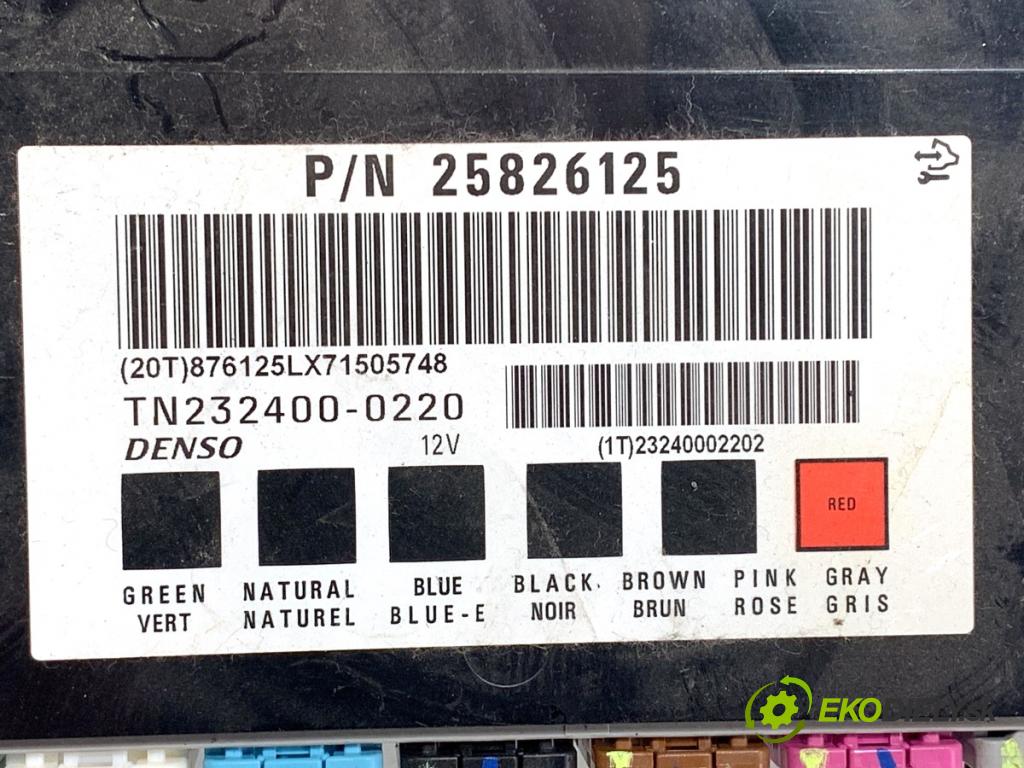 P/N 25826125
(20T)876125LX71505748
TN232400-0220
DENSO 12V
(1T)23240002202
RED
GREEN NATURAL BLUE BLACK BROWN PINK GRAY
VERT NATUREL BLUE-E NOIR BRUN ROSE GRIS
EKO